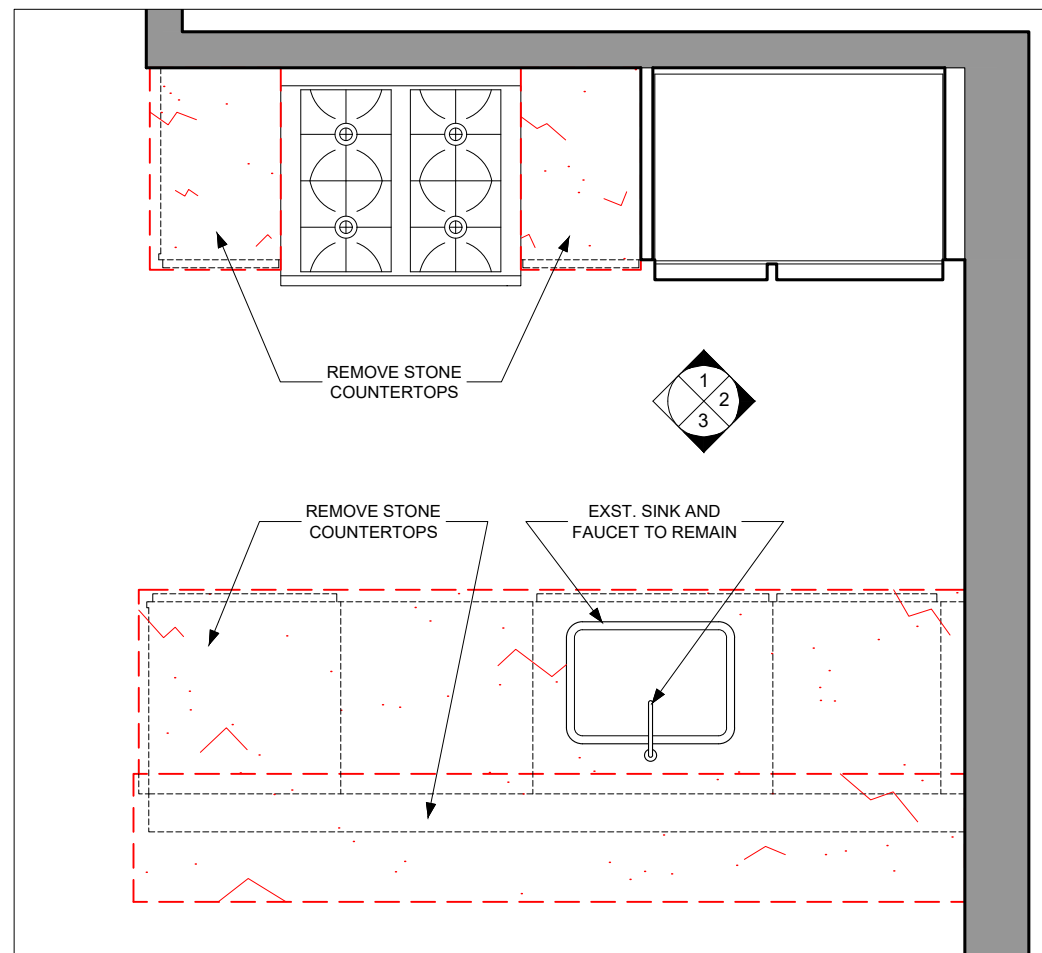 REMOVE STONE
COUNTERTOPS
1
2
3
REMOVE STONE
COUNTERTOPS
EXST. SINK AND
FAUCET TO REMAIN